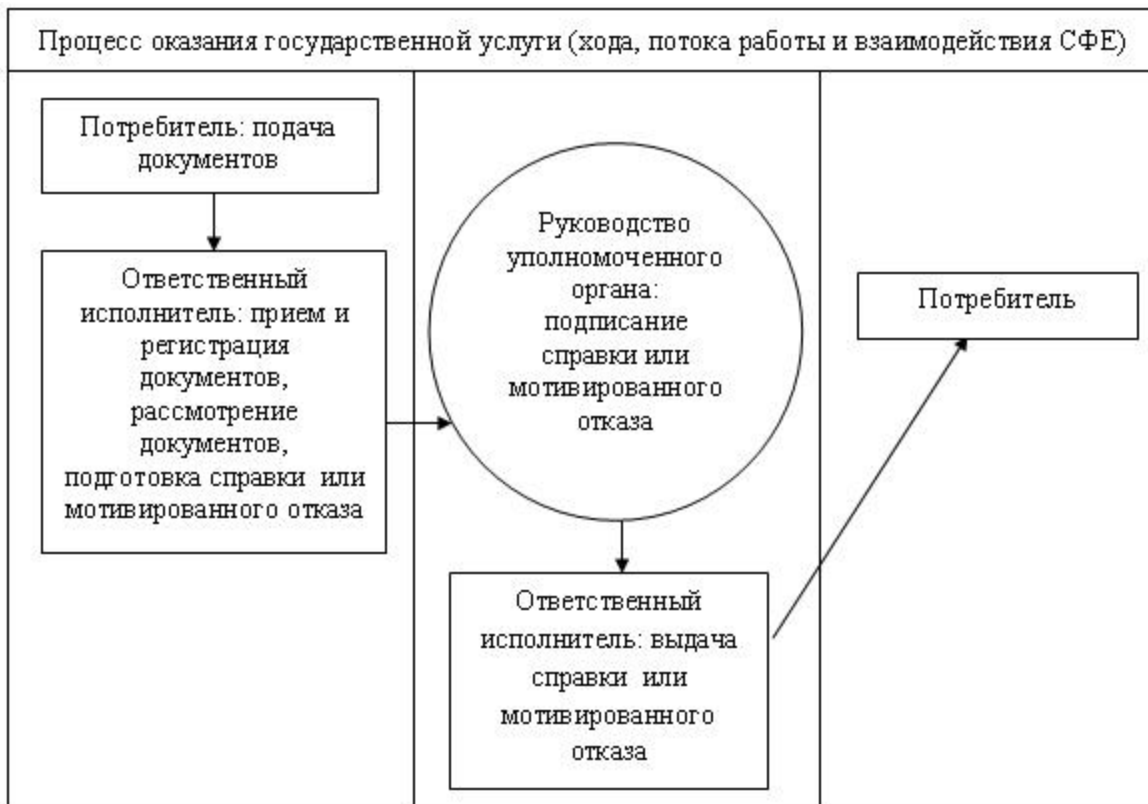 Процесс оказания государственной услуги (хода, потока работы и взаимодействия СФЕ)
Потребитель: подача
документов
Ответственный
исполнитель: прием и
регистрация
документов,
рассмотрение
документов,
подготовка справки или
мотивированного отказа
Руководство
уполномоченного
органа:
подписание
справки или
мотивированного
отказа
Ответственный
исполнитель: выдача
справки или
мотивированного
отказа
Потребитель